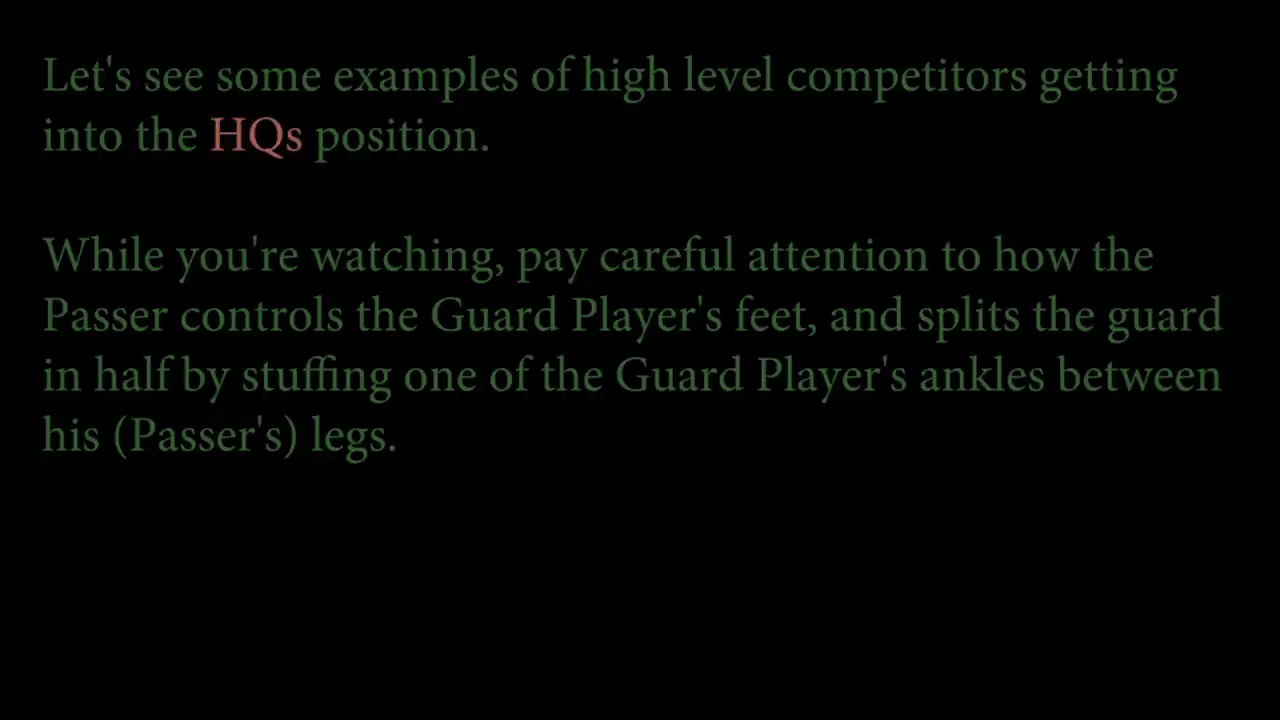 Let's see some examples of high level competitors getting
into the HQs position.
While you're watching, pay careful attention to how the
Passer controls the Guard Player's feet, and splits the guard
in half by stuffing one of the Guard Player's ankles between
his (Passer's) legs.